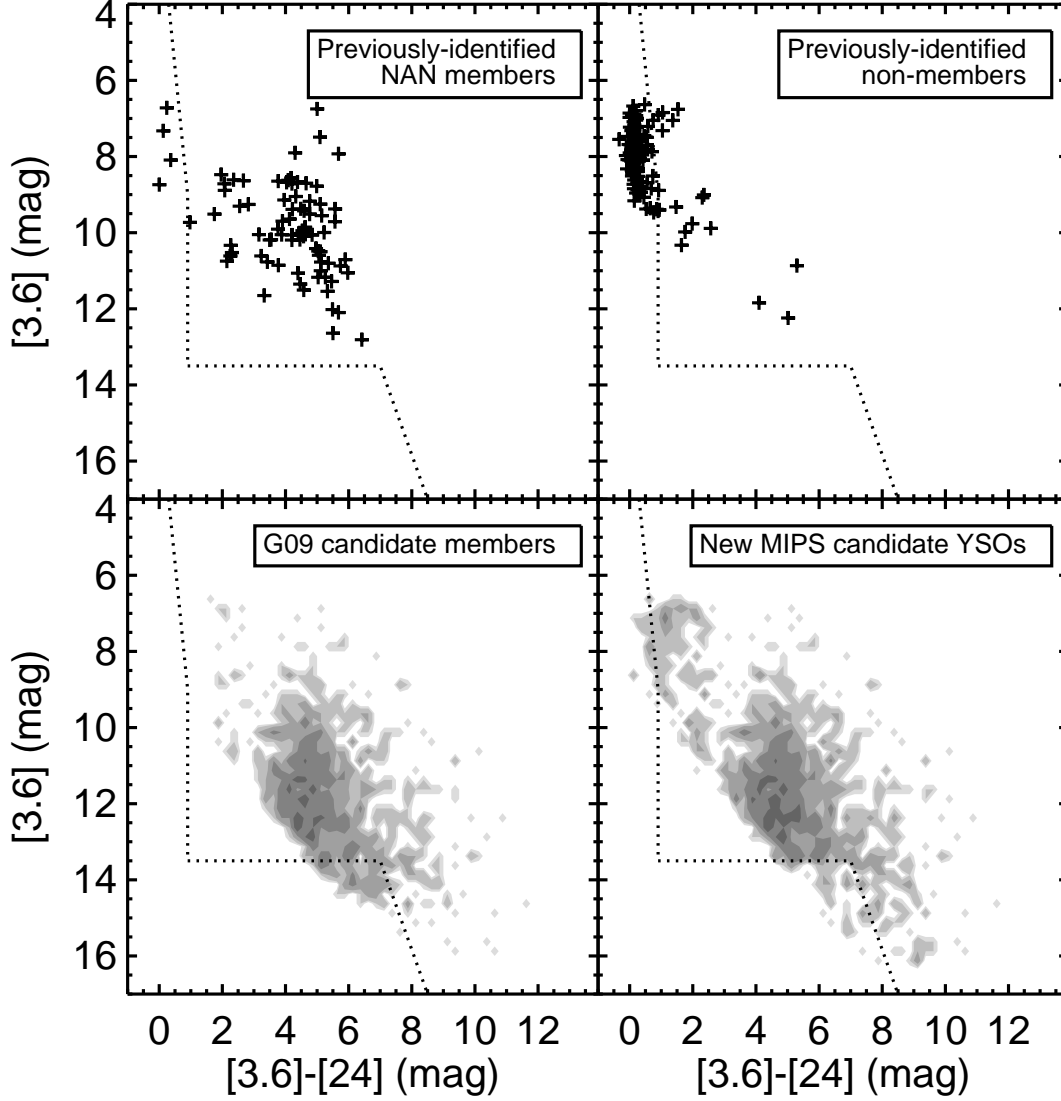 4
6
8
10
12
14
16
[3.6] (mag)
Previously-identified
NAN members
Previously-identified
non-members
4
6
8
10
12
14
16
[3.6] (mag)
G09 candidate members
New MIPS candidate YSOs
0 2 4 6 8 10 12
0 2 4 6 8 10 12
[3.6]-[24] (mag)
[3.6]-[24] (mag)